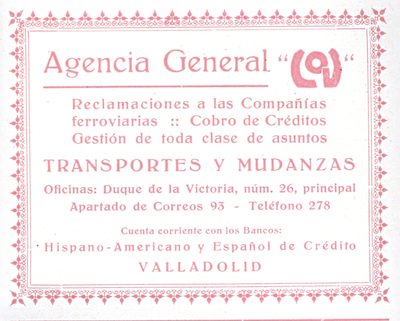 Agencia General
Reclamaciones a las Compañías
ferroviarias :: Cobro de Créditos
Gestión de toda clase de asuntos
TRANSPORTES Y MUDANZAS
Oficinas: Duque de la Victoria, núm. 26, principal
Apartado de Correos 93 - Teléfono 278
Cuenta corriente con los Bancos:
Hispano-Americano y Español de Crédito
VALLADOLID